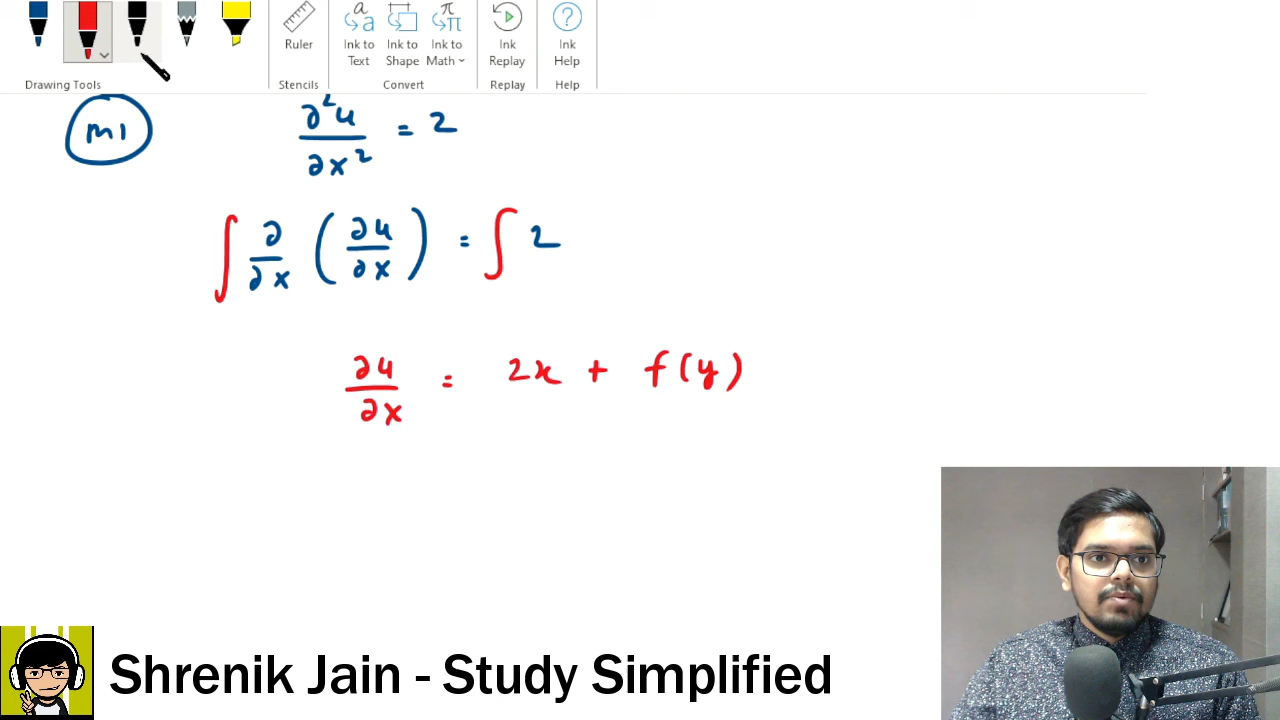 Ruler
Ink to Text
Ink to Shape
Ink to Math
Ink Replay
Ink Help
Drawing Tools
Stencils
Convert
Replay
Help
M1
∂²u/∂x² = 2
∫ ∂/∂x (∂u/∂x) = ∫ 2
∂u/∂x = 2x + f(y)
Shrenik Jain - Study Simplified